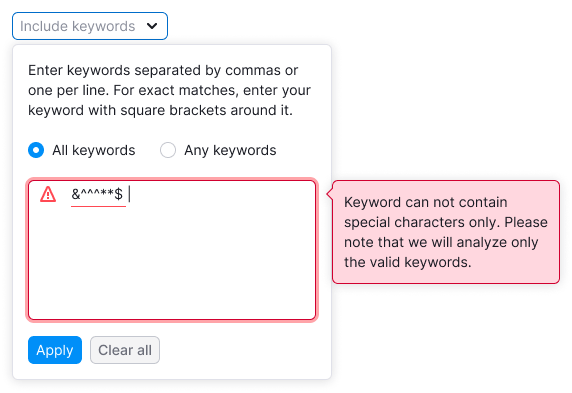 Include keywords
Enter keywords separated by commas or
one per line. For exact matches, enter your
keyword with square brackets around it.
All keywords
Any keywords
&^^^**$
Keyword can not contain
special characters only. Please
note that we will analyze only
the valid keywords.
Apply
Clear all